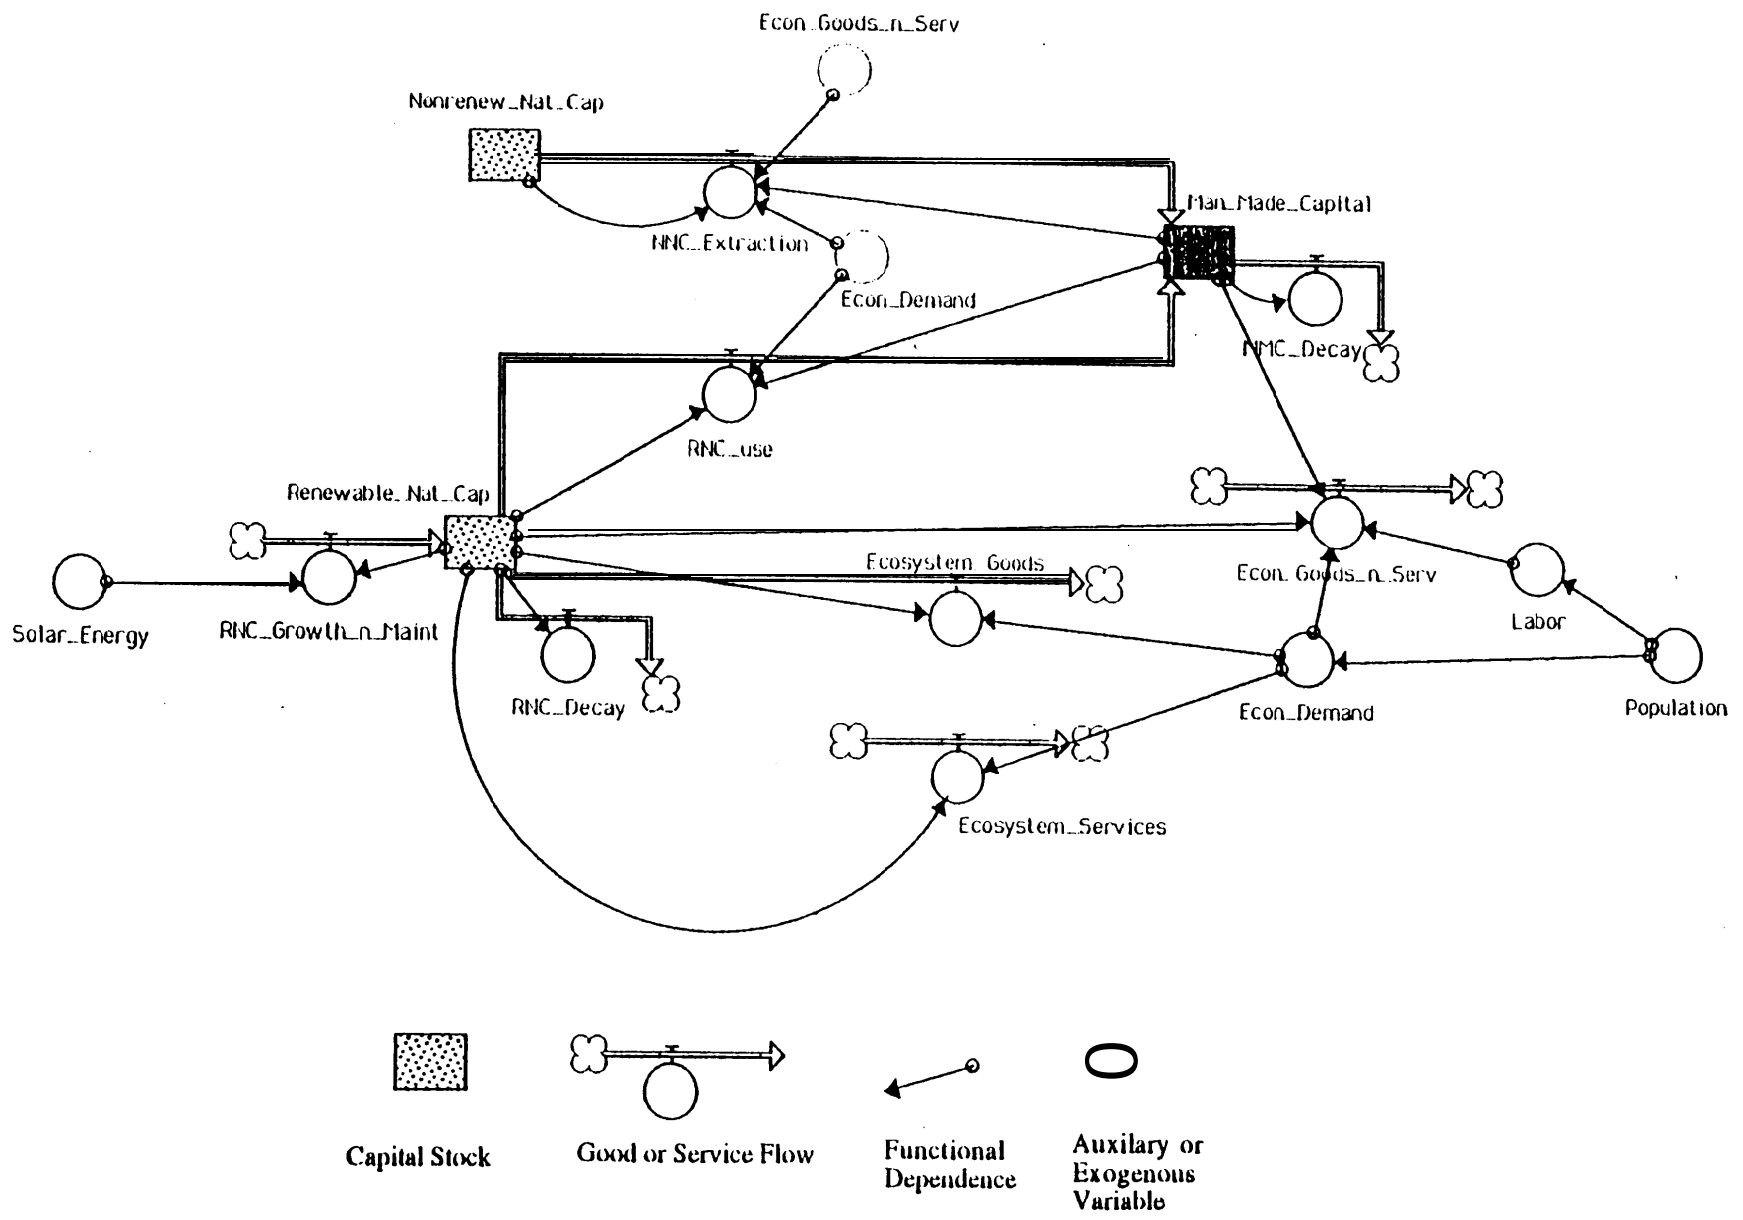 Econ_Goods_n_Serv
Nonrenew_Nat_Cap
Man_Made_Capital
NNC_Extraction
Econ_Demand
MMC_Decay
RNC_use
Renewable_Nat_Cap
Ecosystem_Goods
Econ_Goods_n_Serv
Labor
Solar_Energy
RNC_Growth_n_Maint
RNC_Decay
Econ_Demand
Population
Ecosystem_Services
Capital Stock
Good or Service Flow
Functional
Dependence
Auxilary or
Exogenous
Variable